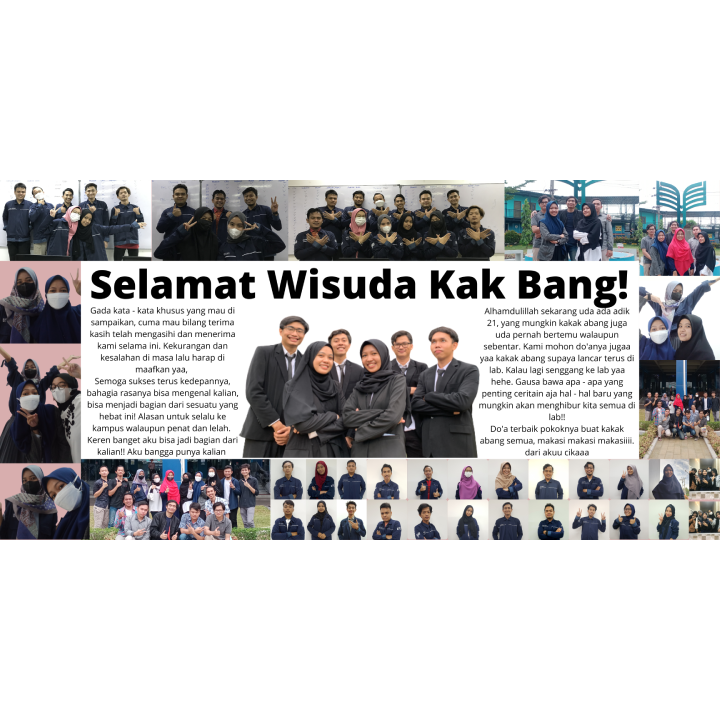 Selamat Wisuda Kak Bang!
Gada kata - kata khusus yang mau di
sampaikan, cuma mau bilang terima
kasih telah mengasihi dan menerima
kami selama ini. Kekurangan dan
kesalahan di masa lalu harap di
maafkan yaa,
Semoga sukses terus kedepannya,
bahagia rasanya bisa mengenal kalian,
bisa menjadi bagian dari sesuatu yang
hebat ini! Alasan untuk selalu ke
kampus walaupun penat dan lelah.
Keren banget aku bisa jadi bagian dari
kalian!! Aku bangga punya kalian
Alhamdulillah sekarang uda ada adik
21, yang mungkin kakak abang juga
uda pernah bertemu walaupun
sebentar. Kami mohon do'anya jugaa
yaa kakak abang supaya lancar terus di
lab. Kalau lagi senggang ke lab yaa
hehe. Gausa bawa apa - apa yang
penting ceritain aja hal - hal baru yang
mungkin akan menghibur kita semua di
lab!!
Do'a terbaik pokoknya buat kakak
abang semua, makasi makasi makasiiii.
dari akuu cikaaa